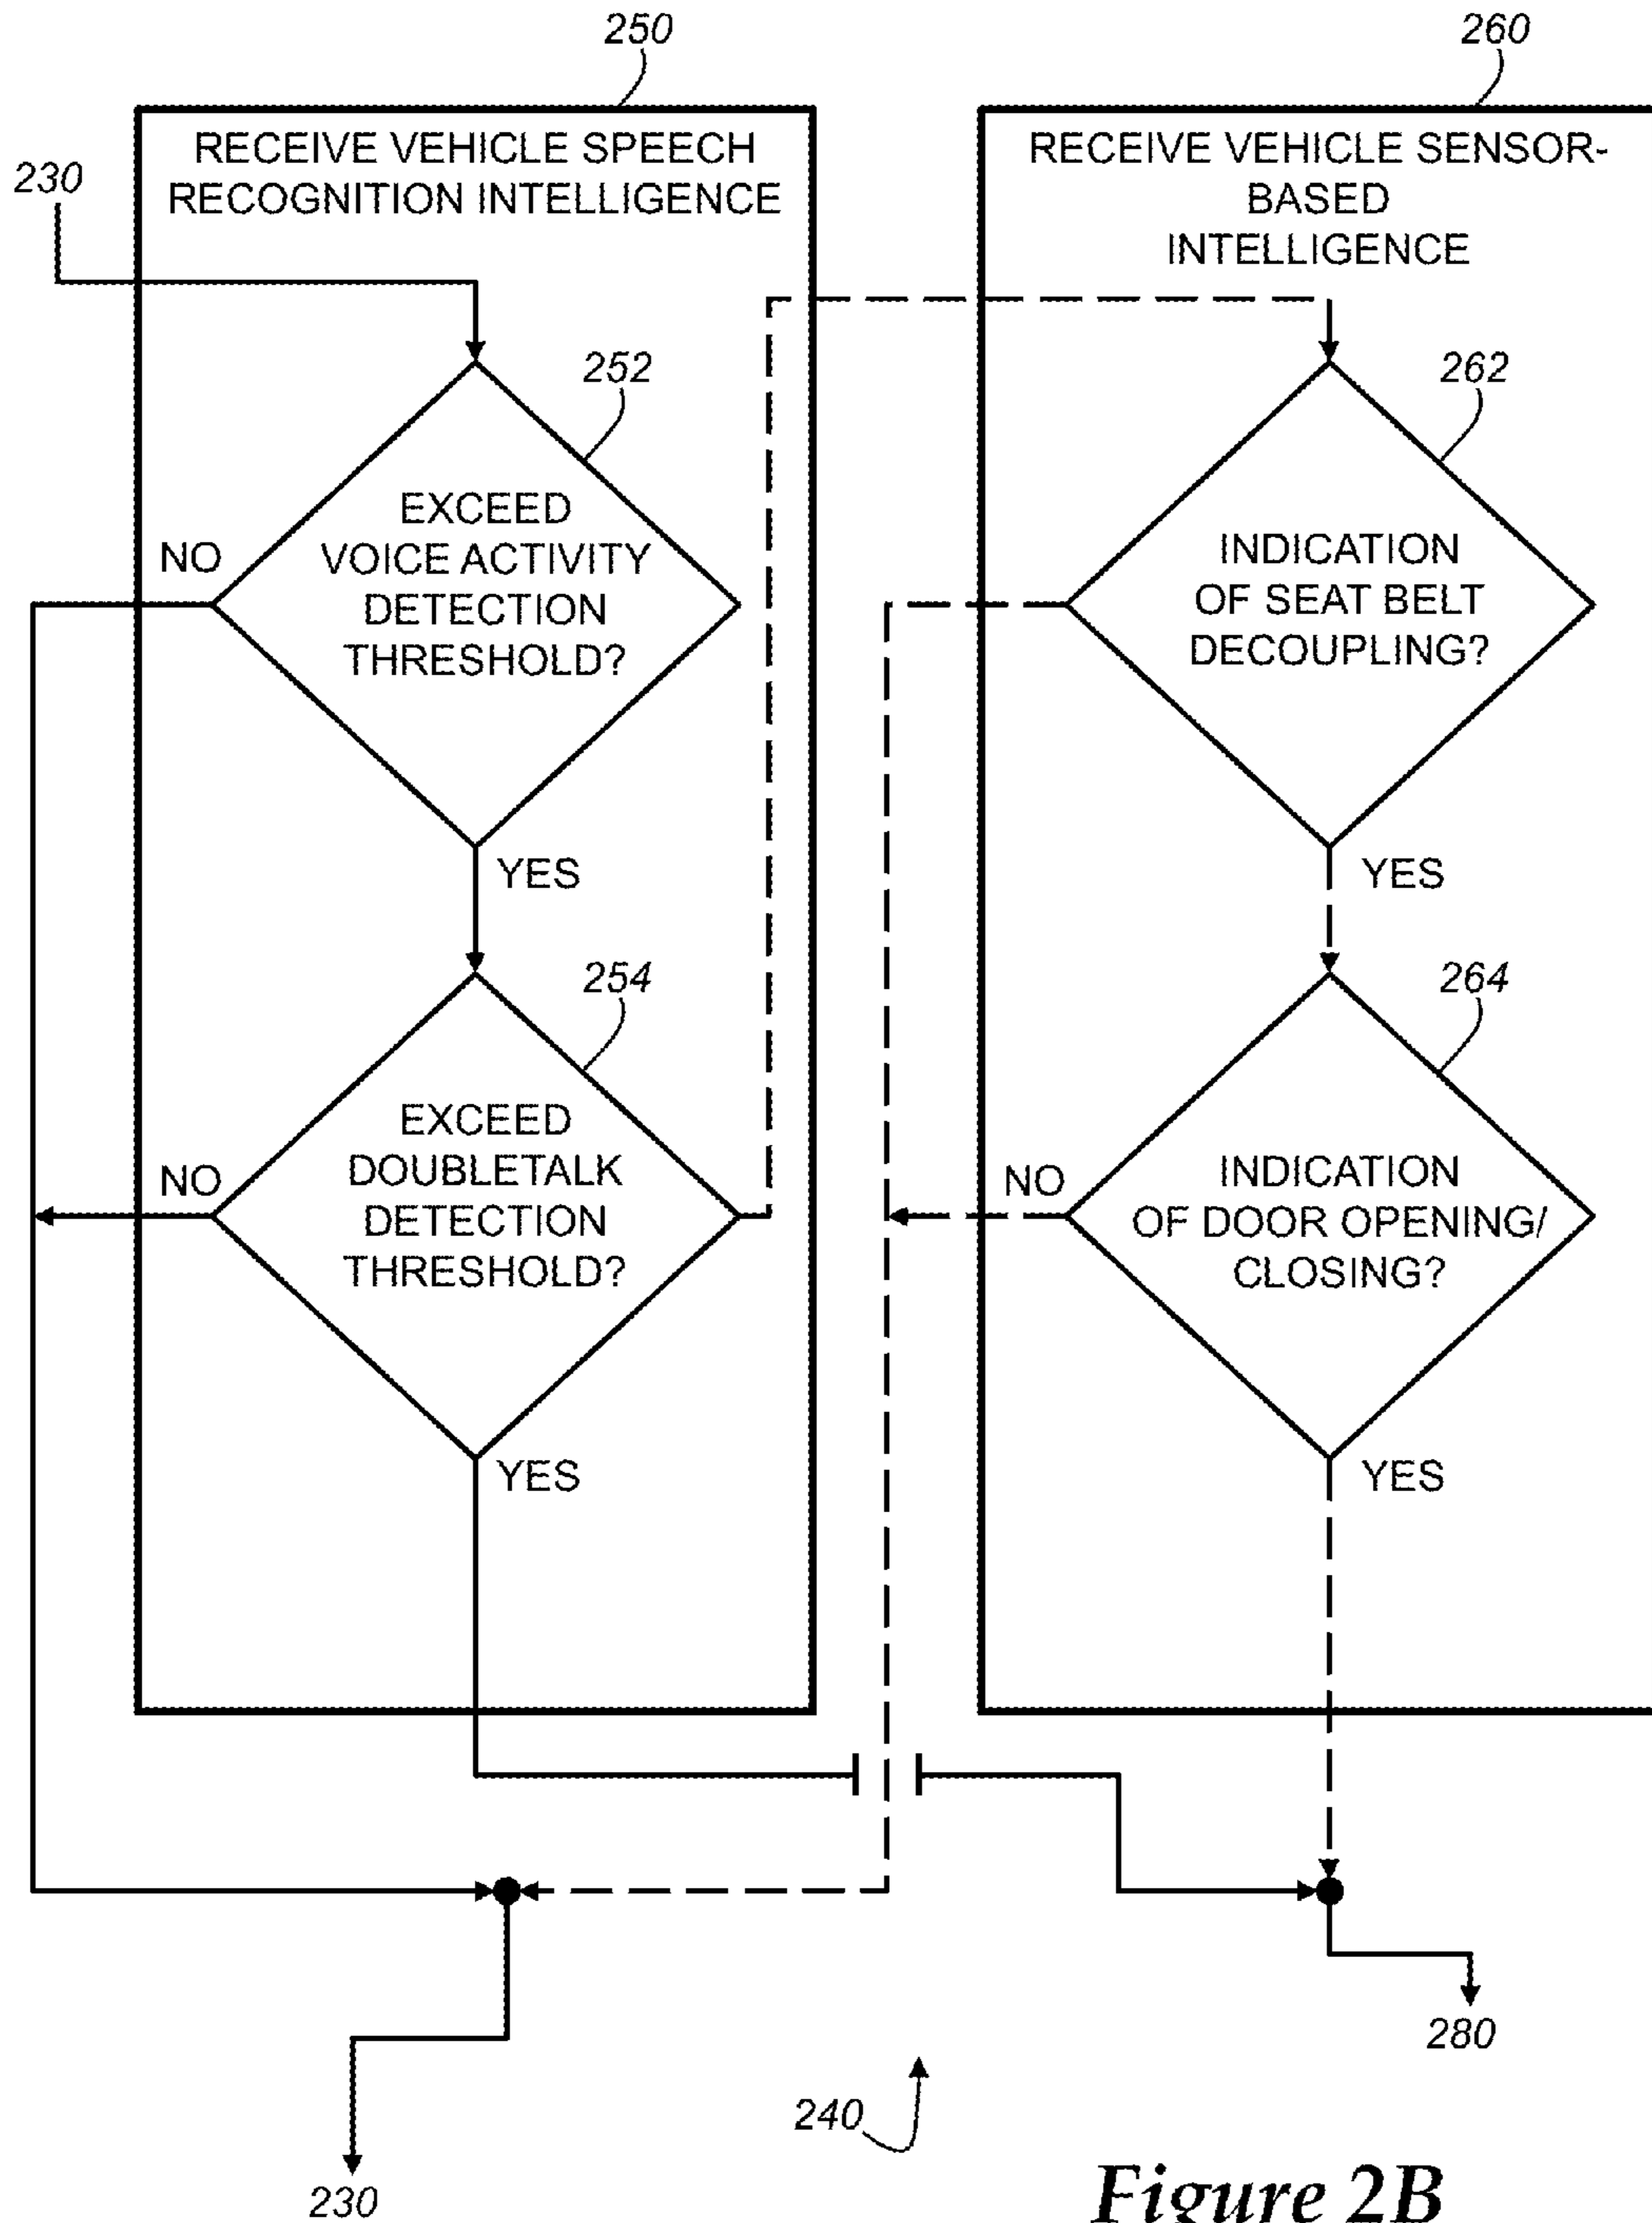 250
260
RECEIVE VEHICLE SPEECH
RECOGNITION INTELLIGENCE
RECEIVE VEHICLE SENSOR-
BASED
INTELLIGENCE
230
252
EXCEED
VOICE ACTIVITY
DETECTION
THRESHOLD?
NO
YES
262
INDICATION
OF SEAT BELT
DECOUPLING?
YES
254
EXCEED
DOUBLETALK
DETECTION
THRESHOLD?
NO
YES
264
INDICATION
OF DOOR OPENING/
CLOSING?
NO
YES
280
240
230
Figure 2B